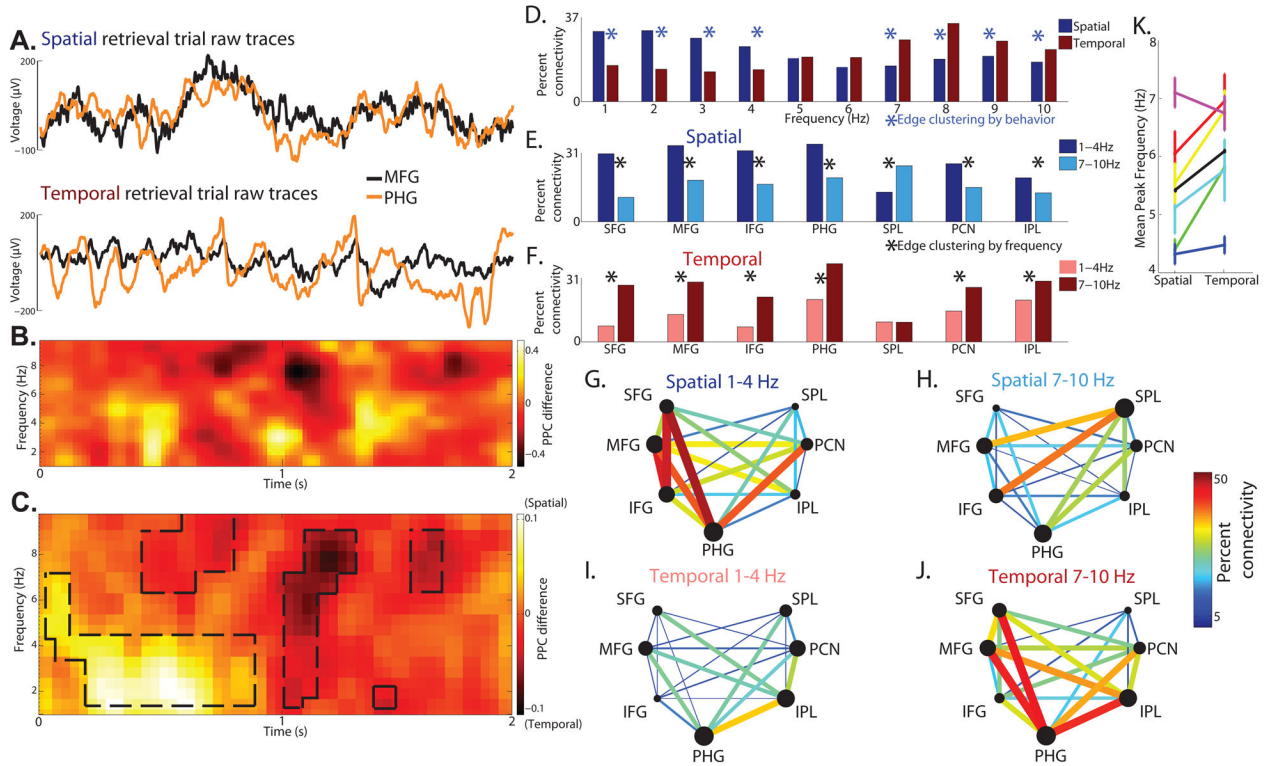 A. Spatial retrieval trial raw traces
200
Voltage (µV)
−100
Temporal retrieval trial raw traces
MFG
PHG
200
Voltage (µV)
−200
B.
Frequency (Hz)
8
6
4
2
0 1 2
Time (s)
0.4
PPC difference
−0.4
C.
(Spatial)
Frequency (Hz)
8
6
4
2
0 1 2
Time (s)
0.1
0
−0.1
PPC difference
(Temporal)
D.
37
Percent
connectivity
0
* * * * * * * *
Spatial
Temporal
1 2 3 4 5 6 7 8 9 10
Frequency (Hz)
*Edge clustering by behavior
E. Spatial
31
Percent
connectivity
0
* * * * * * *
1–4Hz
7–10Hz
SFG MFG IFG PHG SPL PCN IPL
*Edge clustering by frequency
F. Temporal
31
Percent
connectivity
0
* * * * * *
1–4Hz
7–10Hz
SFG MFG IFG PHG SPL PCN IPL
G. Spatial 1-4 Hz
SFG SPL
MFG PCN
IFG IPL
PHG
H. Spatial 7-10 Hz
SFG SPL
MFG PCN
IFG IPL
PHG
I. Temporal 1-4 Hz
SFG SPL
MFG PCN
IFG IPL
PHG
J. Temporal 7-10 Hz
SFG SPL
MFG PCN
IFG IPL
PHG
50
5
Percent
connectivity
K.
8
7
6
5
4
Mean Peak Frequency (Hz)
Spatial Temporal